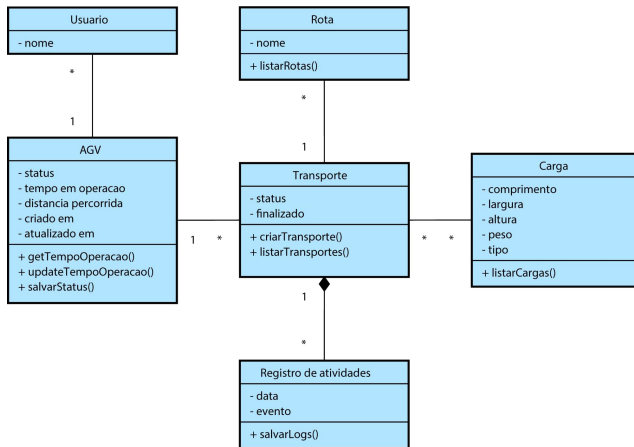 Usuario
- nome
*
1
AGV
- status
- tempo em operacao
- distancia percorrida
- criado em
- atualizado em
+ getTempoOperacao()
+ updateTempoOperacao()
+ salvarStatus()
1
*
Rota
- nome
+ listarRotas()
*
1
Transporte
- status
- finalizado
+ criarTransporte()
+ listarTransportes()
*
*
Carga
- comprimento
- largura
- altura
- peso
- tipo
+ listarCargas()
1
*
Registro de atividades
- data
- evento
+ salvarLogs()